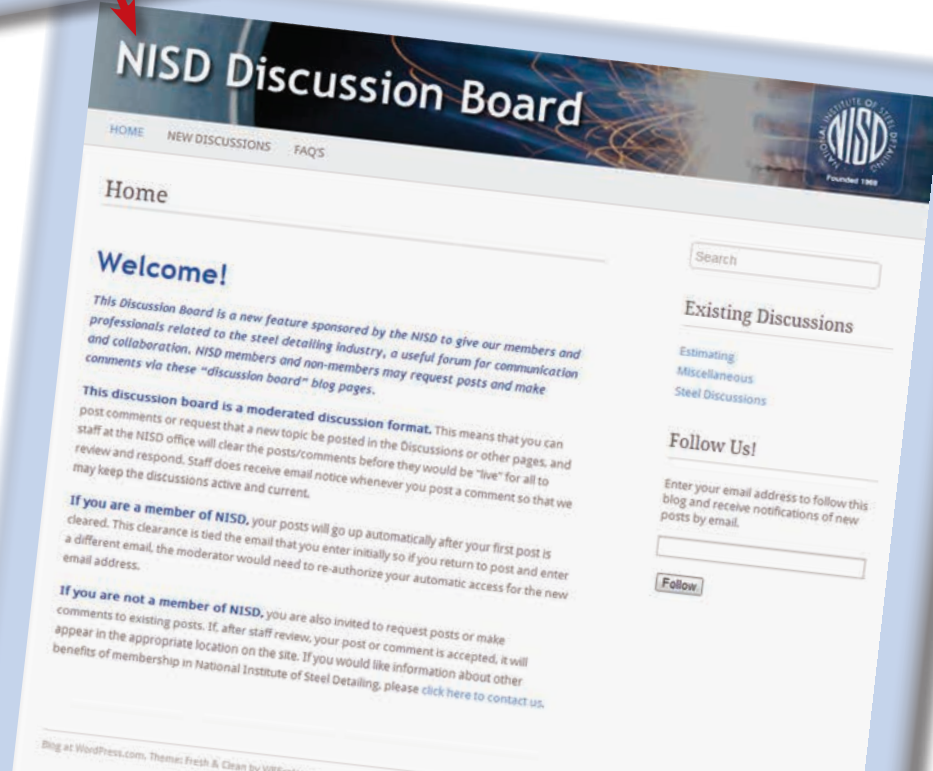 NISD Discussion Board
NATIONAL INSTITUTE OF STEEL DETAILING
NISD
Founded 1969
HOME NEW DISCUSSIONS FAQ'S
Home
Welcome!
This Discussion Board is a new feature sponsored by the NISD to give our members and
professionals related to the steel detailing industry, a useful forum for communication
and collaboration. NISD members and non-members may request posts and make
comments via these "discussion board" blog pages.
This discussion board is a moderated discussion format. This means that you can
post comments or request that a new topic be posted in the Discussions or other pages, and
staff at the NISD office will clear the posts/comments before they would be "live" for all to
review and respond. Staff does receive email notice whenever you post a comment so that we
may keep the discussions active and current.
If you are a member of NISD, your posts will go up automatically after your first post is
cleared. This clearance is tied the email that you enter initially so if you return to post and enter
a different email, the moderator would need to re-authorize your automatic access for the new
email address.
If you are not a member of NISD, you are also invited to request posts or make
comments to existing posts. If, after staff review, your post or comment is accepted, it will
appear in the appropriate location on the site. If you would like information about other
benefits of membership in National Institute of Steel Detailing, please click here to contact us.
Search
Existing Discussions
Estimating
Miscellaneous
Steel Discussions
Follow Us!
Enter your email address to follow this
blog and receive notifications of new
posts by email.
Follow
Blog at WordPress.com. Theme: Fresh & Clean by